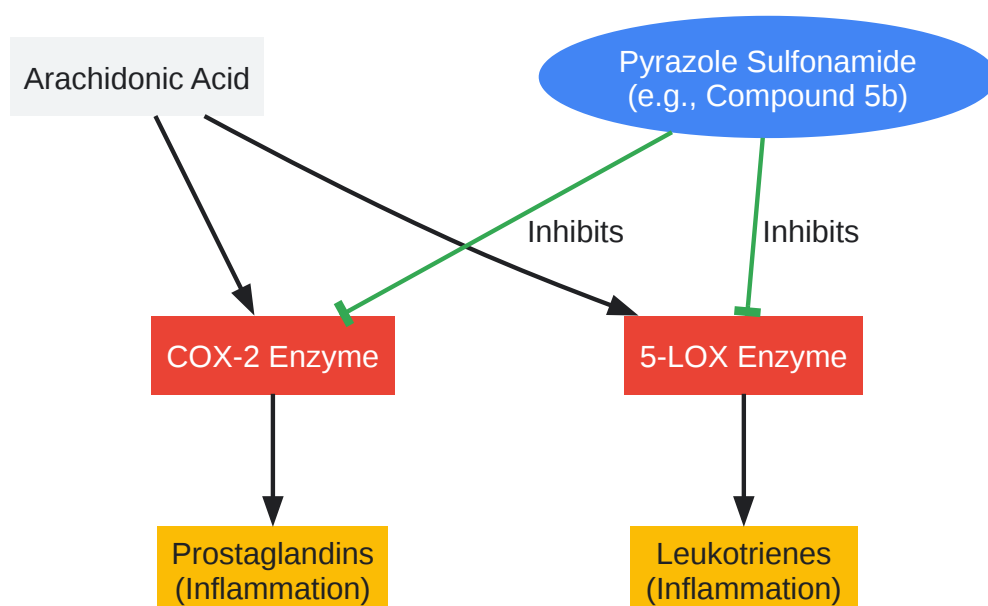 Arachidonic Acid
Pyrazole Sulfonamide
(e.g., Compound 5b)
Inhibits
Inhibits
COX-2 Enzyme
5-LOX Enzyme
Prostaglandins
(Inflammation)
Leukotrienes
(Inflammation)